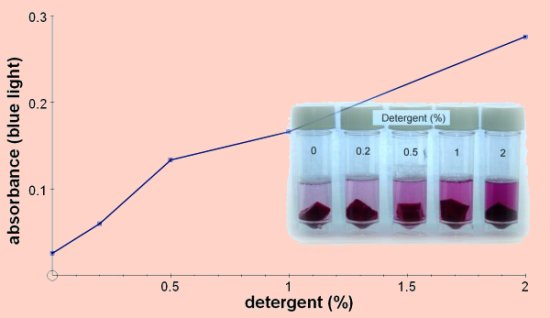 0.3
0.2
0.1
0
absorbance (blue light)
Detergent (%)
0 0.2 0.5 1 2
0.5 1 1.5 2
detergent (%)